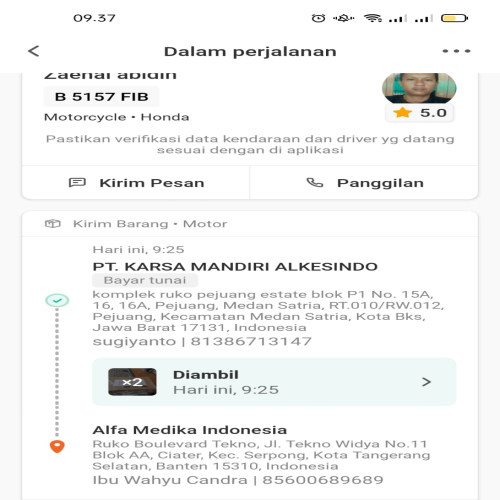 09.37
Dalam perjalanan
Zaenal abidin
B 5157 FIB
Motorcycle • Honda
5.0
Pastikan verifikasi data kendaraan dan driver yg datang
sesuai dengan di aplikasi
Kirim Pesan
Panggilan
Kirim Barang • Motor
Hari ini, 9:25
PT. KARSA MANDIRI ALKESINDO
Bayar tunai
komplek ruko pejuang estate blok P1 No. 15A,
16, 16A, Pejuang, Medan Satria, RT.010/RW.012,
Pejuang, Kecamatan Medan Satria, Kota Bks,
Jawa Barat 17131, Indonesia
sugiyanto | 81386713147
×2
Diambil
Hari ini, 9:25
Alfa Medika Indonesia
Ruko Boulevard Tekno, Jl. Tekno Widya No.11
Blok AA, Ciater, Kec. Serpong, Kota Tangerang
Selatan, Banten 15310, Indonesia
Ibu Wahyu Candra | 85600689689